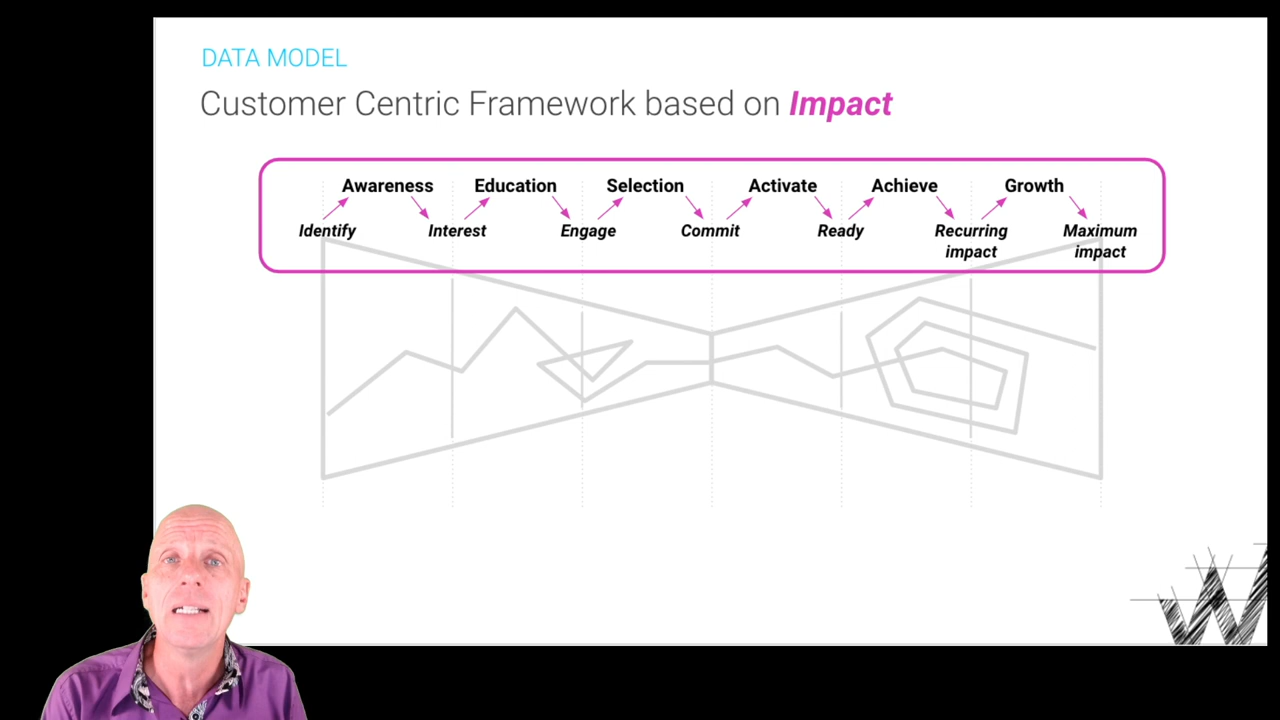 DATA MODEL
Customer Centric Framework based on Impact
Awareness Education Selection Activate Achieve Growth
Identify Interest Engage Commit Ready Recurring Maximum
impact impact
W